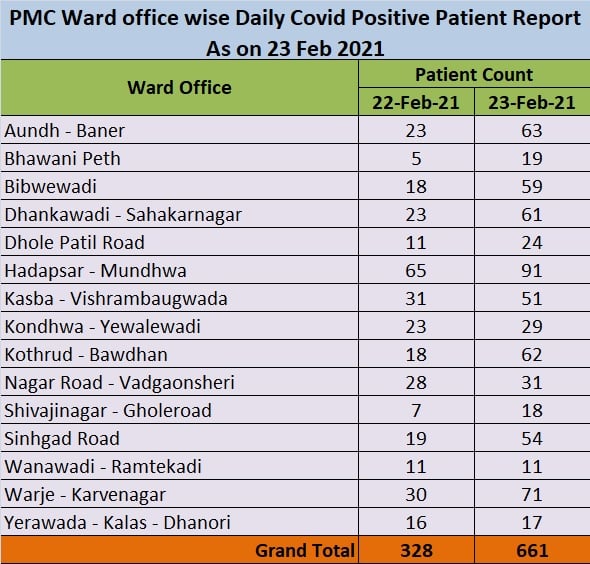 PMC Ward office wise Daily Covid Positive Patient Report
As on 23 Feb 2021
Ward Office Patient Count
22-Feb-21 23-Feb-21
Aundh - Baner 23 63
Bhawani Peth 5 19
Bibwewadi 18 59
Dhankawadi - Sahakarnagar 23 61
Dhole Patil Road 11 24
Hadapsar - Mundhwa 65 91
Kasba - Vishrambaugwada 31 51
Kondhwa - Yewalewadi 23 29
Kothrud - Bawdhan 18 62
Nagar Road - Vadgaonsheri 28 31
Shivajinagar - Gholeroad 7 18
Sinhgad Road 19 54
Wanawadi - Ramtekadi 11 11
Warje - Karvenagar 30 71
Yerawada - Kalas - Dhanori 16 17
Grand Total 328 661